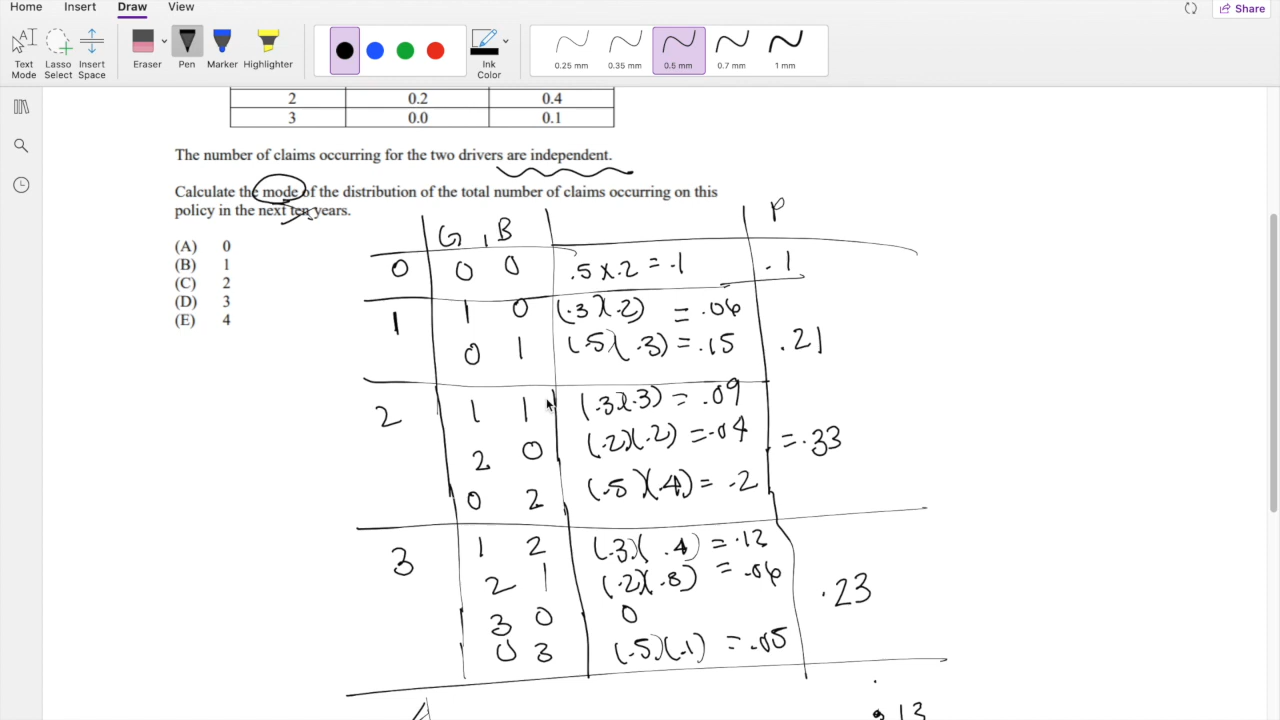 Home Insert Draw View Share
Text Mode Lasso Select Insert Space Eraser Pen Marker Highlighter Ink Color 0.25 mm 0.35 mm 0.5 mm 0.7 mm 1 mm
2 0.2 0.4
3 0.0 0.1
The number of claims occurring for the two drivers are independent.
Calculate the mode of the distribution of the total number of claims occurring on this
policy in the next ten years.
(A) 0
(B) 1
(C) 2
(D) 3
(E) 4
G , B P
0 0 0 .5 x .2 = .1 .1
1 1 0 (.3)(.2) = .06
0 1 (.5)(.3) = .15 .21
2 1 1 (.3)(.3) = .09
2 0 (.2)(.2) = .04 = .33
0 2 (.5)(.4) = .2
3 1 2 (.3)(.4) = .12
2 1 (.2)(.3) = .06 .23
3 0 0
0 3 (.5)(.1) = .05